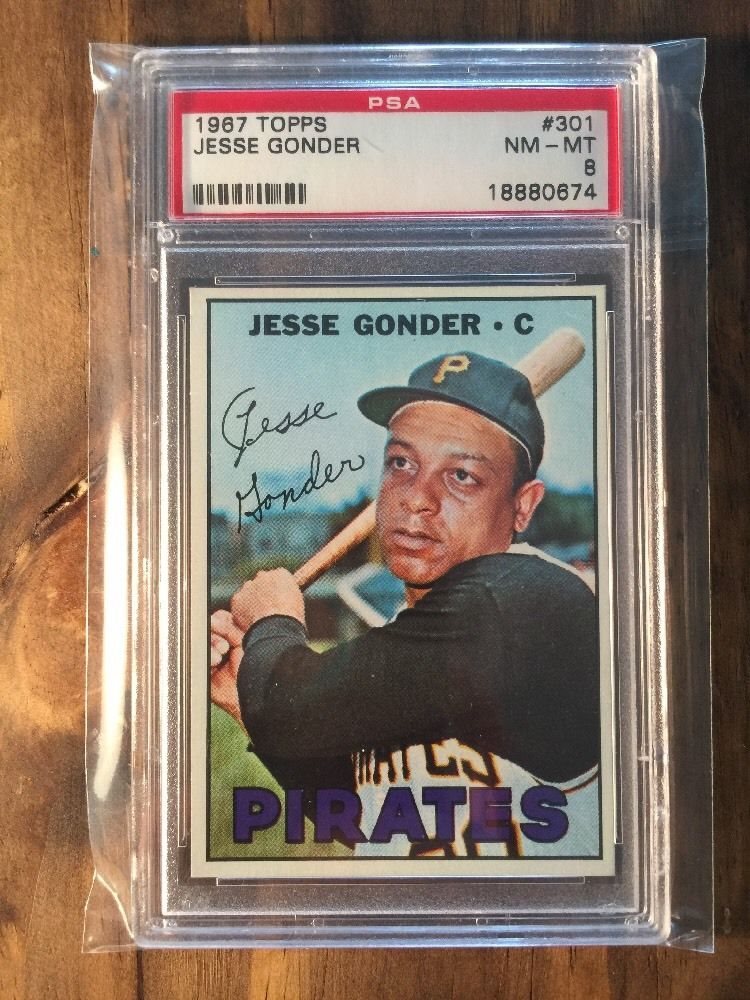 PSA
1967 TOPPS #301
JESSE GONDER NM - MT
8
18880674
JESSE GONDER • C
P
Jesse
Gonder
PIRATES